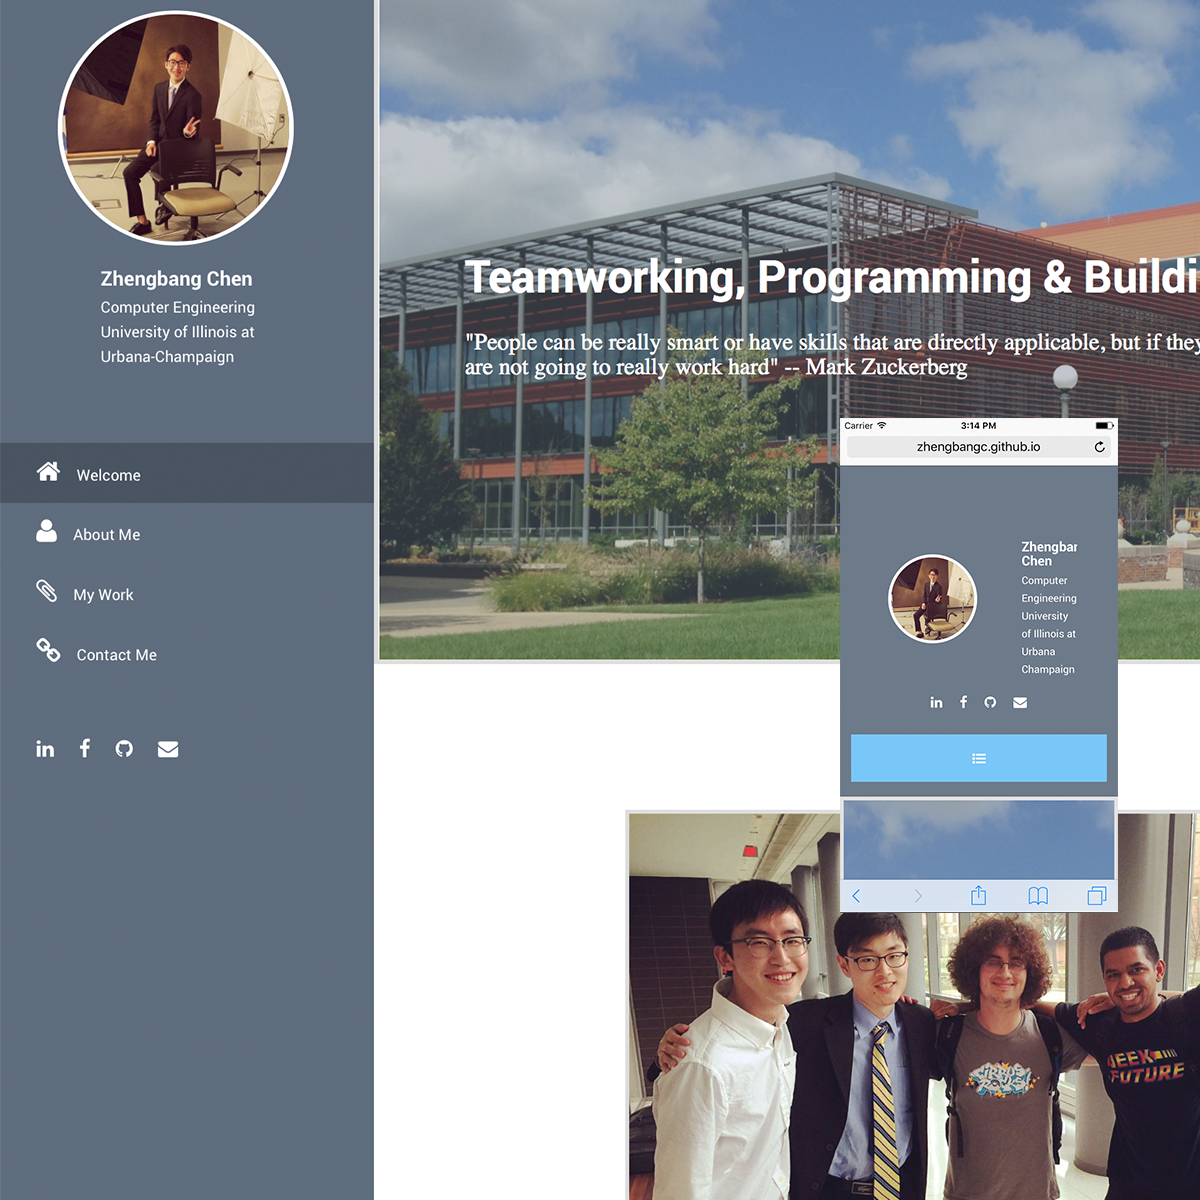 Zhengbang Chen
Computer Engineering
University of Illinois at
Urbana-Champaign
Welcome
About Me
My Work
Contact Me
Teamworking, Programming & Buildi
"People can be really smart or have skills that are directly applicable, but if they
are not going to really work hard" -- Mark Zuckerberg
Carrier 3:14 PM
zhengbangc.github.io
Zhengbar
Chen
Computer
Engineering
University
of Illinois at
Urbana
Champaign
FUTURE